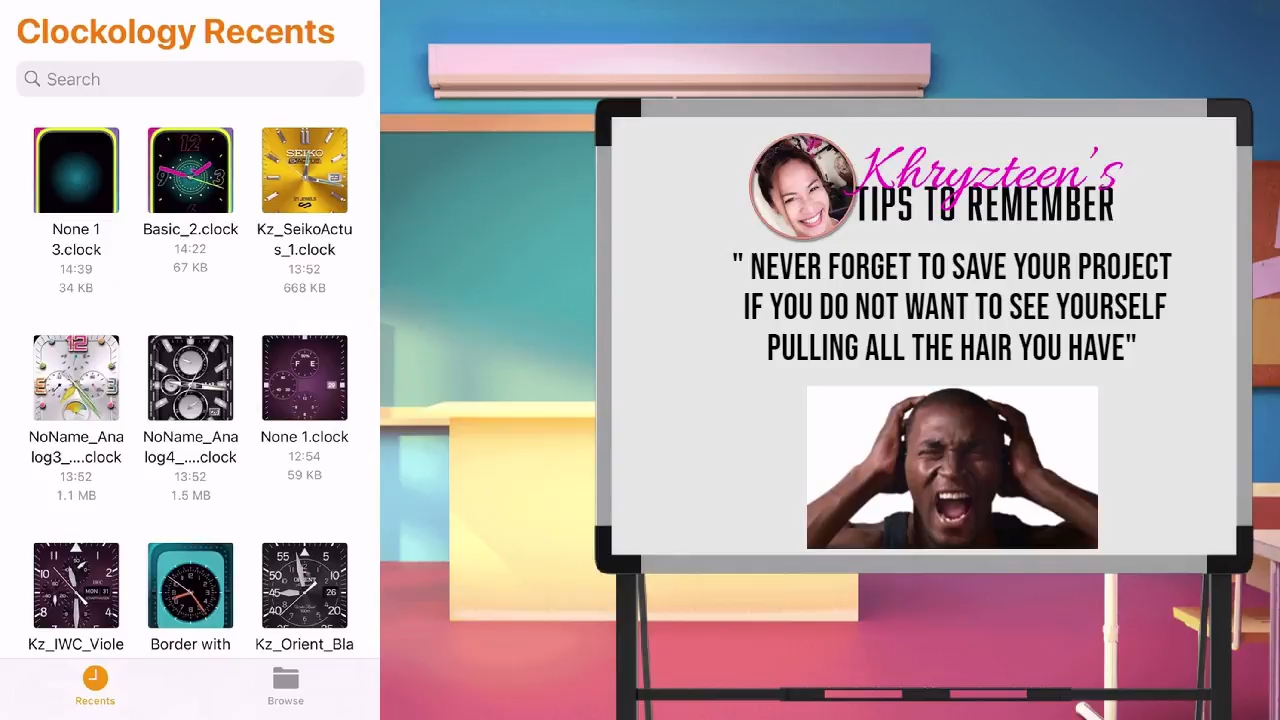 Clockology Recents
Search
None 1
3.clock
14:39
34 KB
Basic_2.clock
14:22
67 KB
Kz_SeikoActu
s_1.clock
13:52
668 KB
NoName_Ana
log3_....clock
13:52
1.1 MB
NoName_Ana
log4_....clock
13:52
1.5 MB
None 1.clock
12:54
59 KB
Kz_IWC_Viole
Border with
Kz_Orient_Bla
Recents
Browse
Khryzteen's
TIPS TO REMEMBER
" NEVER FORGET TO SAVE YOUR PROJECT
IF YOU DO NOT WANT TO SEE YOURSELF
PULLING ALL THE HAIR YOU HAVE"